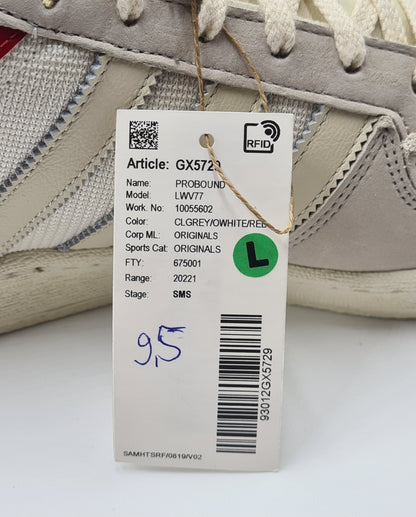 RFID
Article: GX5729
Name: PROBOUND
Model: LWV77
Work. No: 10055602
Color: CLGREY/OWHITE/RED
Corp ML: ORIGINALS
Sports Cat: ORIGINALS
FTY: 675001
Range: 20221
Stage: SMS
L
9,5
93012GX5729
SAMHTSRF/0819/V02